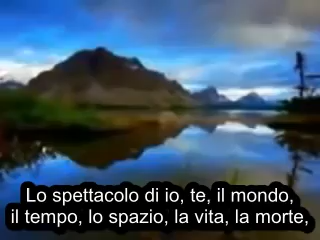 Lo spettacolo di io, te, il mondo,
il tempo, lo spazio, la vita, la morte,